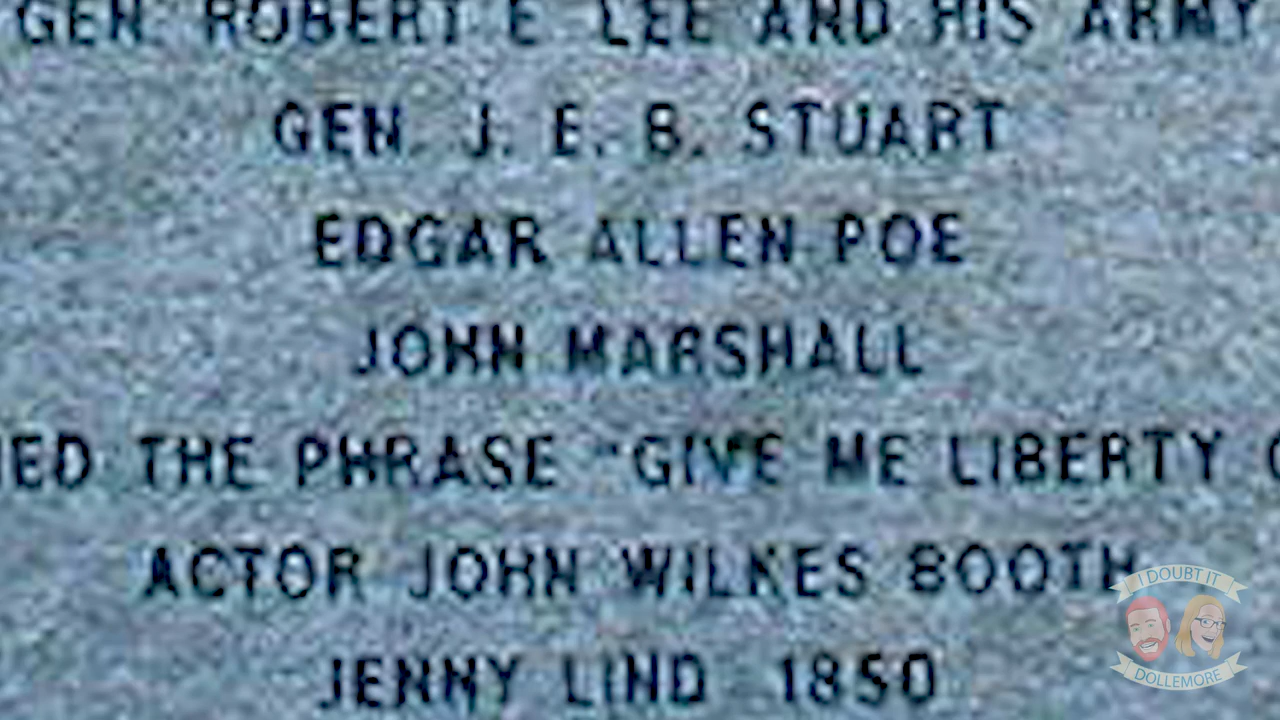 GEN. ROBERT E. LEE AND HIS ARMY
GEN. J. E. B. STUART
EDGAR ALLEN POE
JOHN MARSHALL
THE PHRASE "GIVE ME LIBERTY
ACTOR JOHN WILKES BOOTH
JENNY LIND 1850
I DOUBT IT
DOLLEMORE